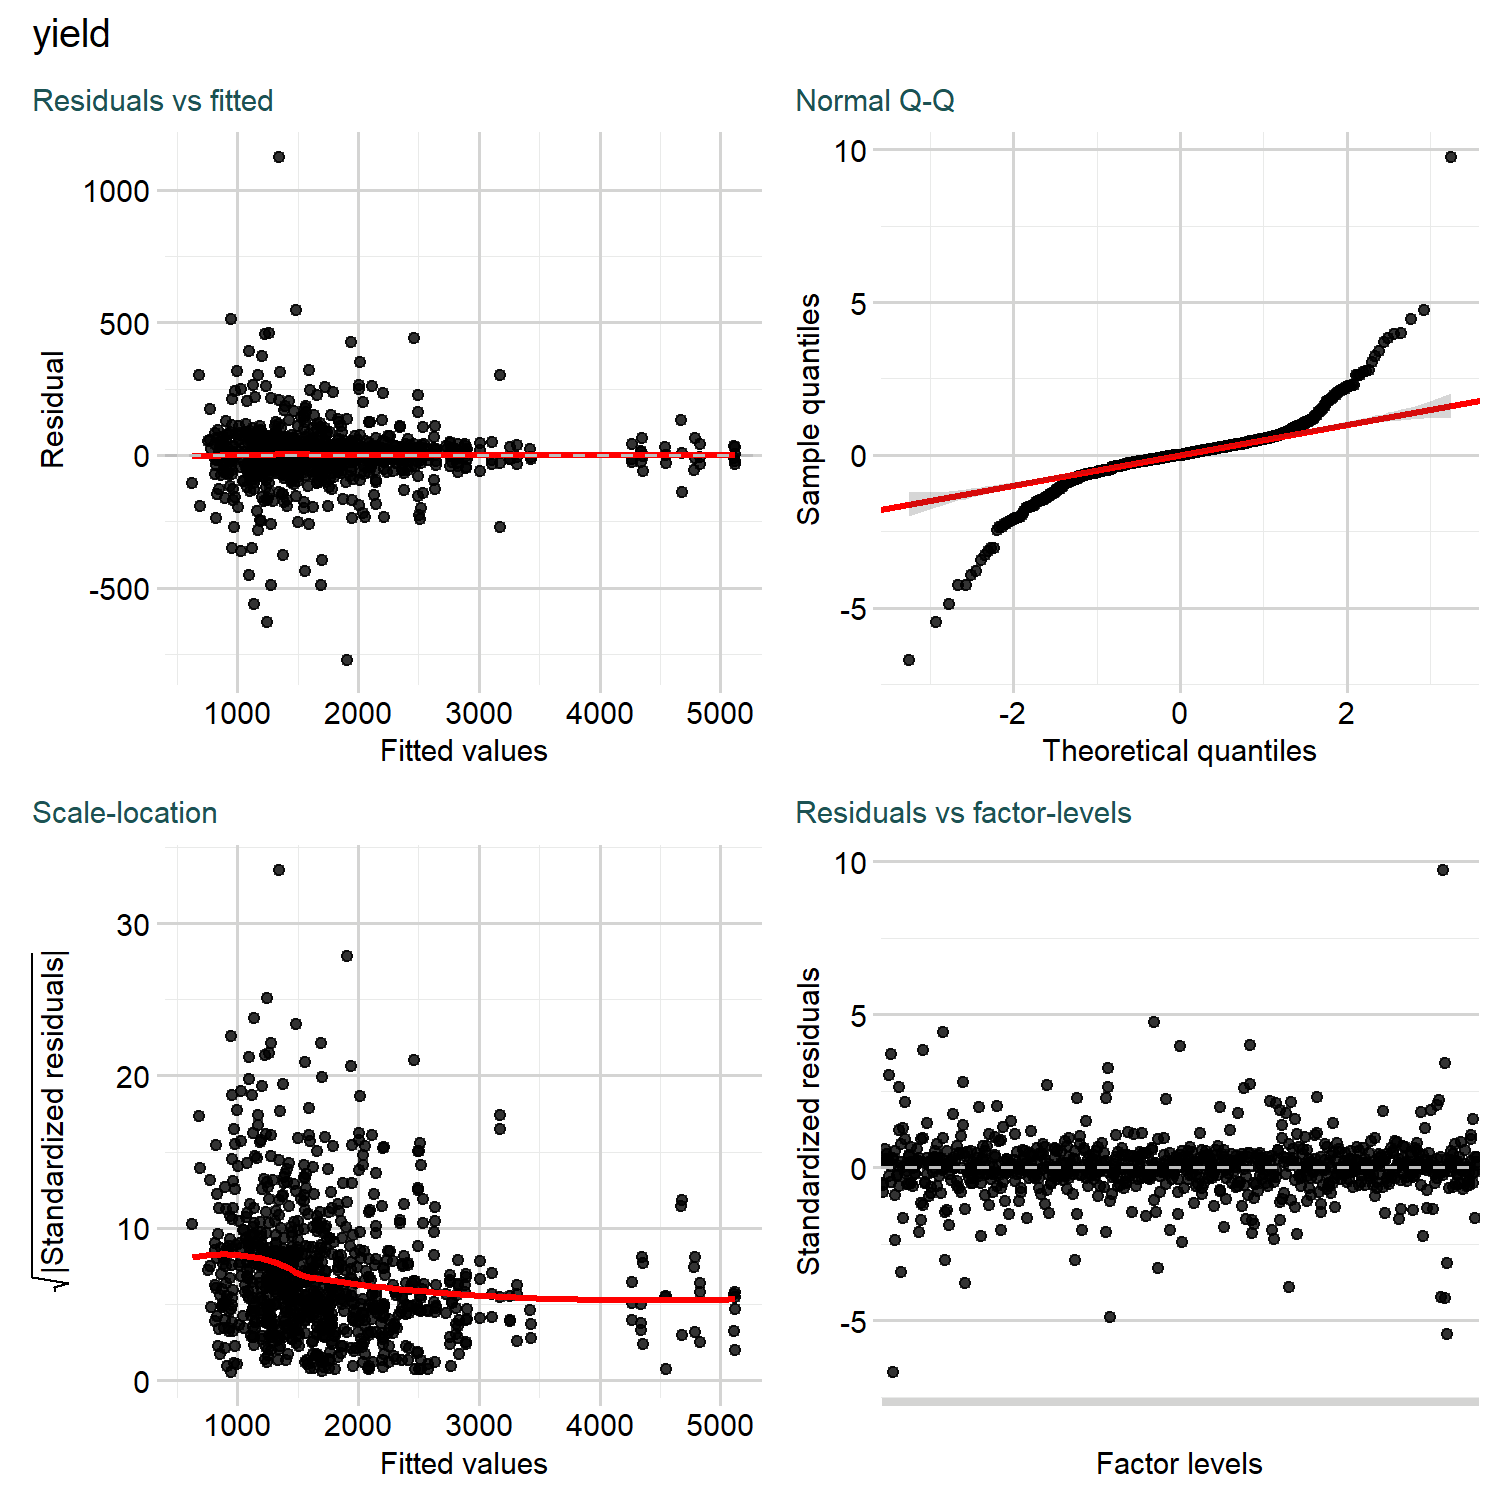 yield
Residuals vs fitted
1000
500
0
-500
Residual
1000 2000 3000 4000 5000
Fitted values
Normal Q-Q
10
5
0
-5
Sample quantiles
-2 0 2
Theoretical quantiles
Scale-location
30
20
10
0
√|Standardized residuals|
1000 2000 3000 4000 5000
Fitted values
Residuals vs factor-levels
10
5
0
-5
Standardized residuals
Factor levels